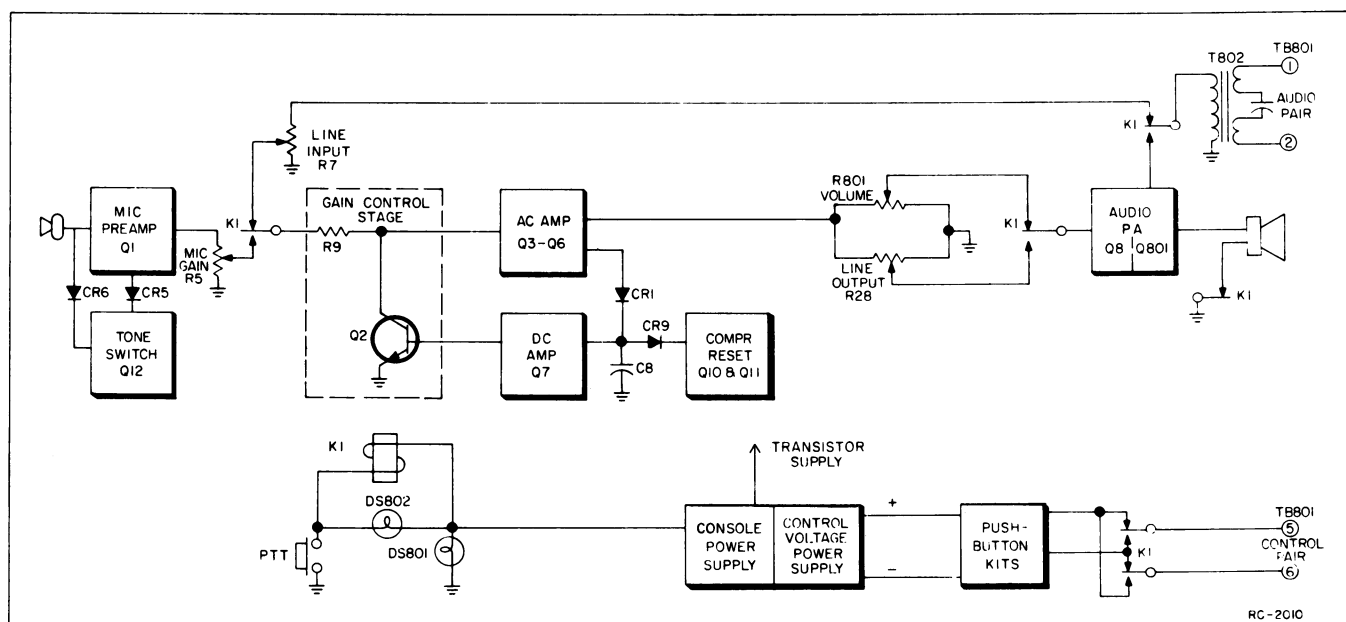 T802
TB801
1
AUDIO
PAIR
2
K1
LINE
INPUT
R7
MIC
PREAMP
Q1
K1
MIC
GAIN
R5
GAIN CONTROL
STAGE
R9
AC AMP
Q3-Q6
R801
VOLUME
LINE
OUTPUT
R28
K1
AUDIO
PA
Q8 Q801
K1
CR6
CR5
TONE
SWITCH
Q12
Q2
DC
AMP
Q7
CR1
CR9
C8
COMPR
RESET
Q10 & Q11
K1
DS802
DS801
PTT
TRANSISTOR
SUPPLY
CONSOLE
POWER
SUPPLY
CONTROL
VOLTAGE
POWER
SUPPLY
+
−
PUSH-
BUTTON
KITS
K1
TB801
5
CONTROL
PAIR
6
RC-2010